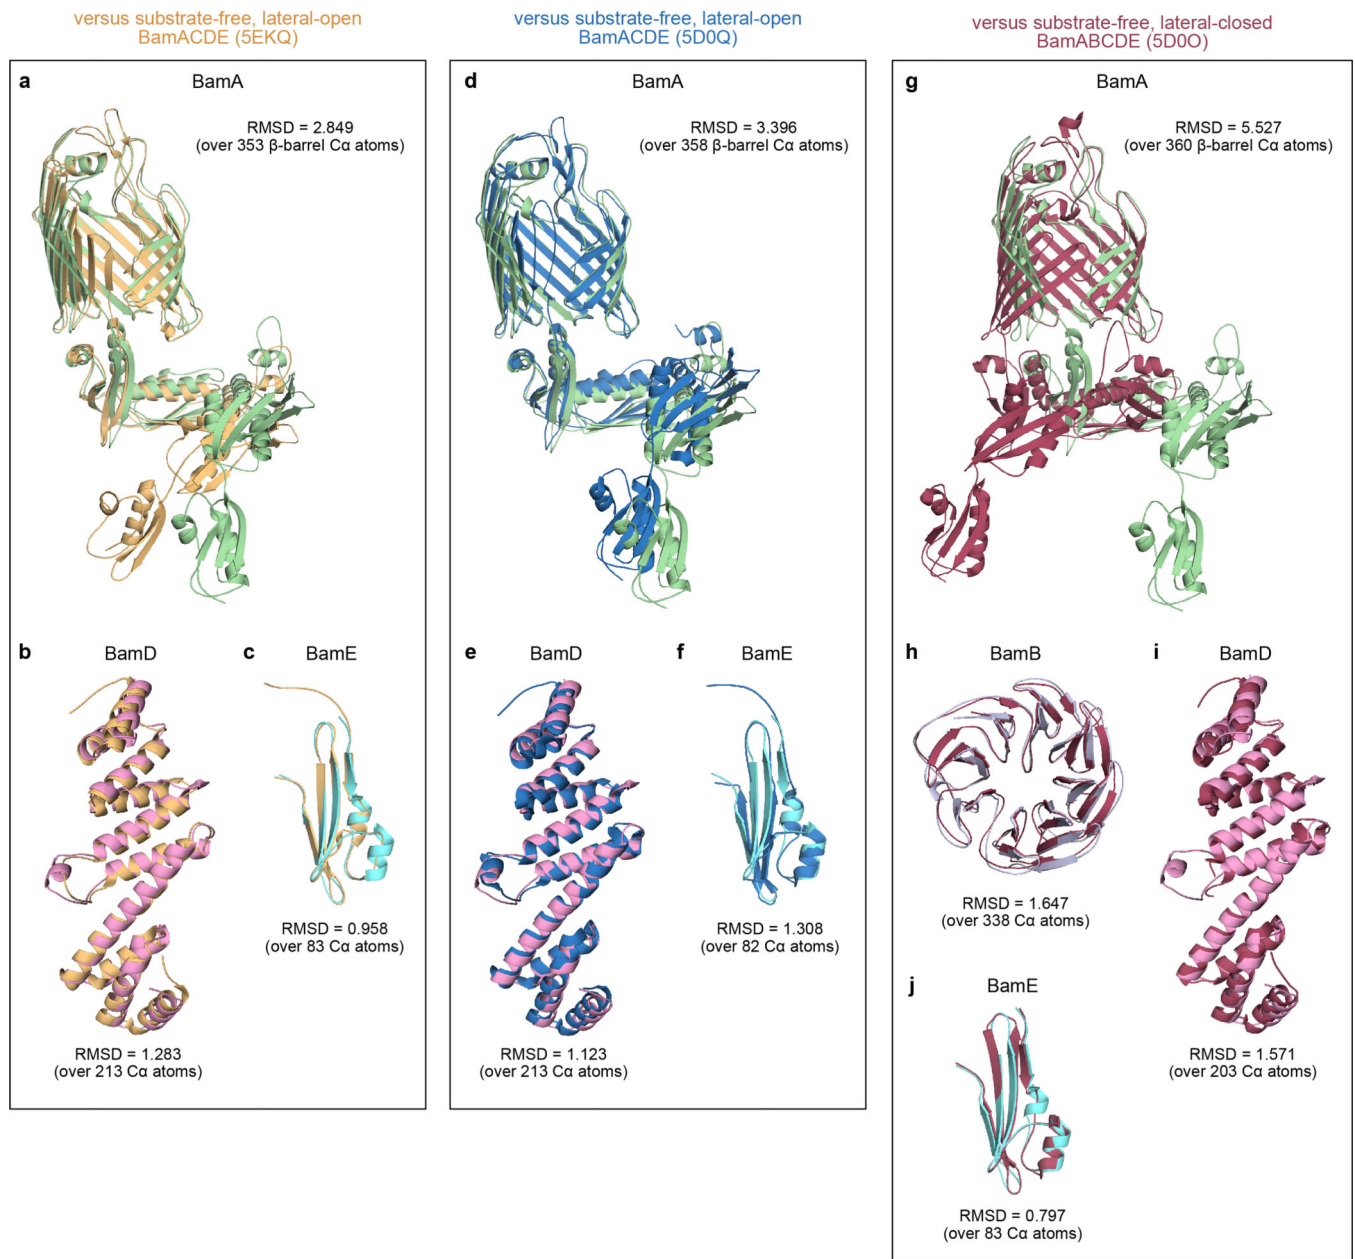 versus substrate-free, lateral-open
BamACDE (5EKQ)
a
BamA
RMSD = 2.849
(over 353 β-barrel Cα atoms)
b
BamD
RMSD = 1.283
(over 213 Cα atoms)
c
BamE
RMSD = 0.958
(over 83 Cα atoms)
versus substrate-free, lateral-open
BamACDE (5D0Q)
d
BamA
RMSD = 3.396
(over 358 β-barrel Cα atoms)
e
BamD
RMSD = 1.123
(over 213 Cα atoms)
f
BamE
RMSD = 1.308
(over 82 Cα atoms)
versus substrate-free, lateral-closed
BamABCDE (5D0O)
g
BamA
RMSD = 5.527
(over 360 β-barrel Cα atoms)
h
BamB
RMSD = 1.647
(over 338 Cα atoms)
i
BamD
RMSD = 1.571
(over 203 Cα atoms)
j
BamE
RMSD = 0.797
(over 83 Cα atoms)